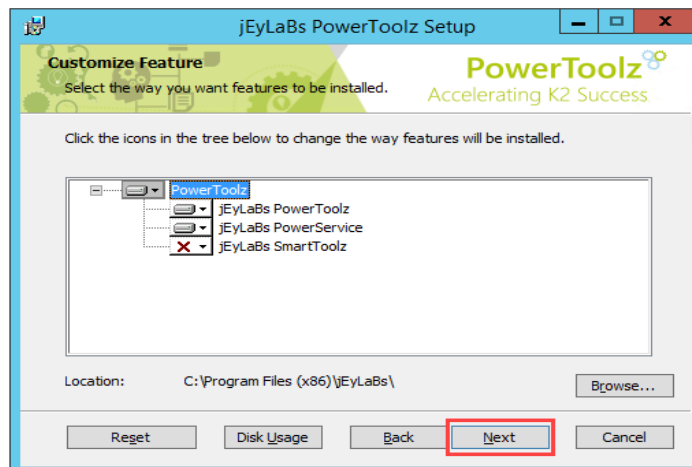 jEyLaBs PowerToolz Setup
Customize Feature
Select the way you want features to be installed.
PowerToolz
Accelerating K2 Success
Click the icons in the tree below to change the way features will be installed.
PowerToolz
jEyLaBs PowerToolz
jEyLaBs PowerService
jEyLaBs SmartToolz
Location: C:\Program Files (x86)\jEyLaBs\
Browse...
Reset Disk Usage Back Next Cancel